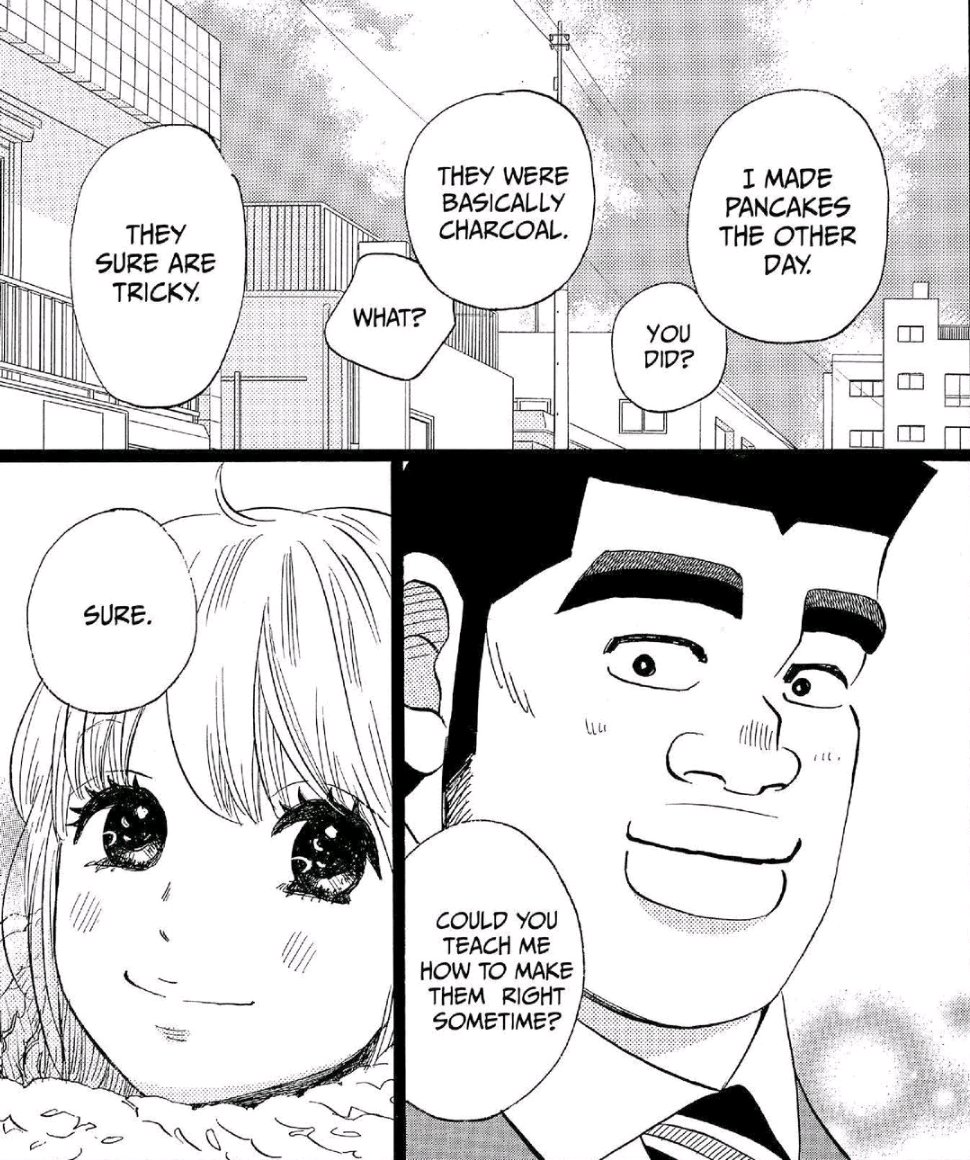 I MADE
PANCAKES
THE OTHER
DAY.
YOU
DID?
THEY WERE
BASICALLY
CHARCOAL.
WHAT?
THEY
SURE ARE
TRICKY.
COULD YOU
TEACH ME
HOW TO MAKE
THEM RIGHT
SOMETIME?
SURE.